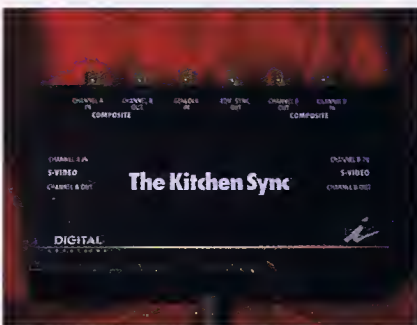 CHANNEL A IN CHANNEL B OUT GENLOCK IN EXT. SYNC OUT CHANNEL B OUT CHANNEL B IN
COMPOSITE COMPOSITE
CHANNEL A IN CHANNEL B IN
S-VIDEO S-VIDEO
CHANNEL A OUT CHANNEL B OUT
The Kitchen Sync
DIGITAL
CREATIONS